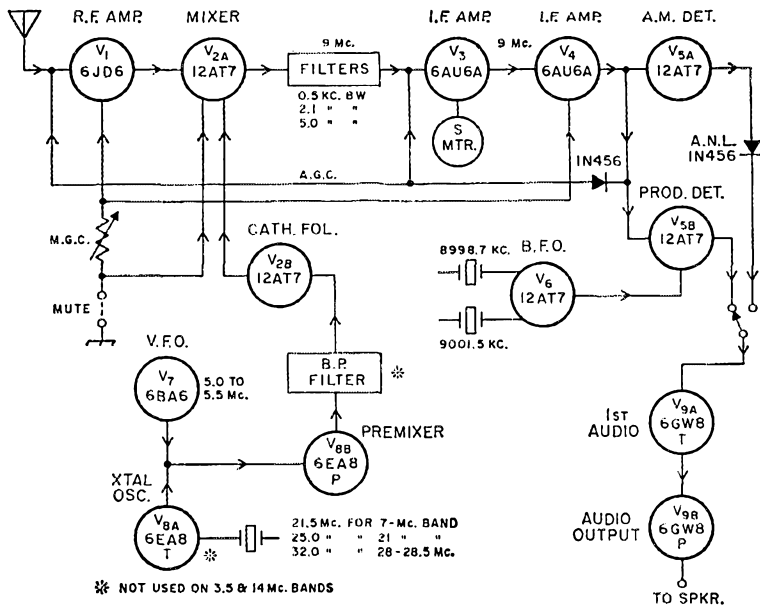 R.F. AMP.
V1
6JD6
MIXER
V2A
12AT7
9 Mc.
FILTERS
0.5 KC. BW
2.1 " "
5.0 " "
I.F. AMP.
V3
6AU6A
S
MTR.
9 Mc.
I.F. AMP.
V4
6AU6A
A.M. DET.
V5A
12AT7
A.N.L.
1N456
1N456
A.G.C.
PROD. DET.
V5B
12AT7
M.G.C.
MUTE
CATH. FOL.
V2B
12AT7
8998.7 KC.
9001.5 KC.
B.F.O.
V6
12AT7
V.F.O.
V7
6BA6
5.0 TO
5.5 Mc.
B.P.
FILTER
※
PREMIXER
V8B
6EA8
P
XTAL
OSC.
V8A
6EA8
T
※
21.5 Mc. FOR 7-Mc. BAND
25.0 " " 21 " "
32.0 " " 28-28.5 Mc.
※ NOT USED ON 3.5 & 14 Mc. BANDS
1ST
AUDIO
V9A
6GW8
T
AUDIO
OUTPUT
V9B
6GW8
P
TO SPKR.